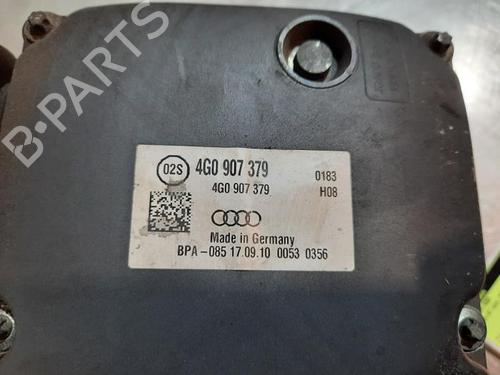 B-PARTS
02S 4G0 907 379 0183
4G0 907 379 H08
Made in Germany
BPA-085 17.09.10 0053 0356